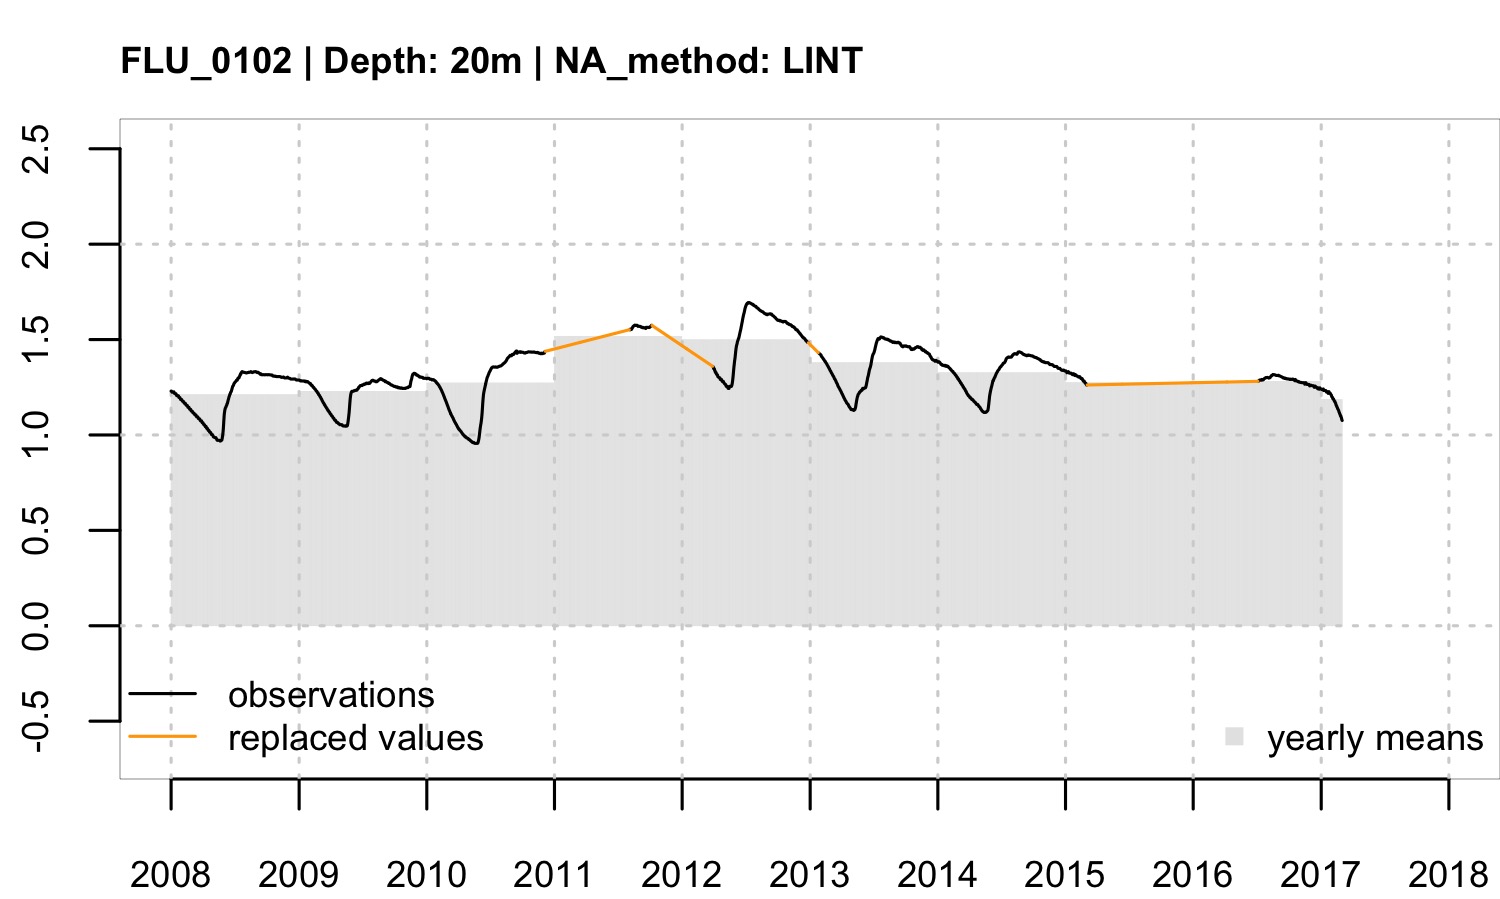 FLU_0102 | Depth: 20m | NA_method: LINT
2.5
2.0
1.5
1.0
0.5
0.0
-0.5
observations
replaced values
yearly means
2008 2009 2010 2011 2012 2013 2014 2015 2016 2017 2018